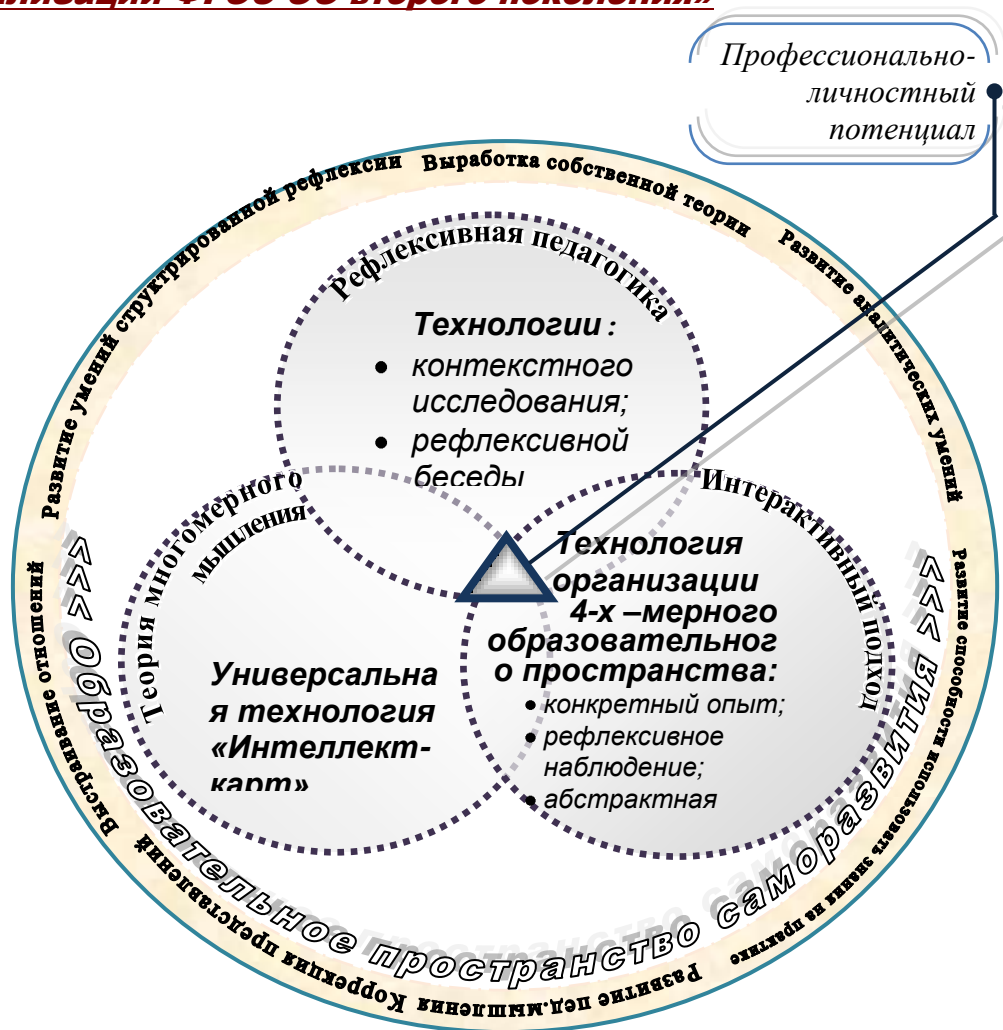 ализации ФГОС ОО второго поколения»
Профессионально-
личностный
потенциал
Развитие умений структрированной рефлексии
Выработка собственной теории
Развитие аналитических умений
Развитие способности использовать знания на практике
Развитие пед.мышления
Коррекция представлений
Выстраивание отношений
Рефлексивная педагогика
Технологии :
• контекстного
исследования;
• рефлексивной
беседы
Теория многомерного
мышления
Универсальна
я технология
«Интеллект-
карт»
Интерактивный подход
Технология
организации
4-х –мерного
образовательног
о пространства:
• конкретный опыт;
• рефлексивное
наблюдение;
• абстрактная
>>> Образовательное пространство саморазвития >>>